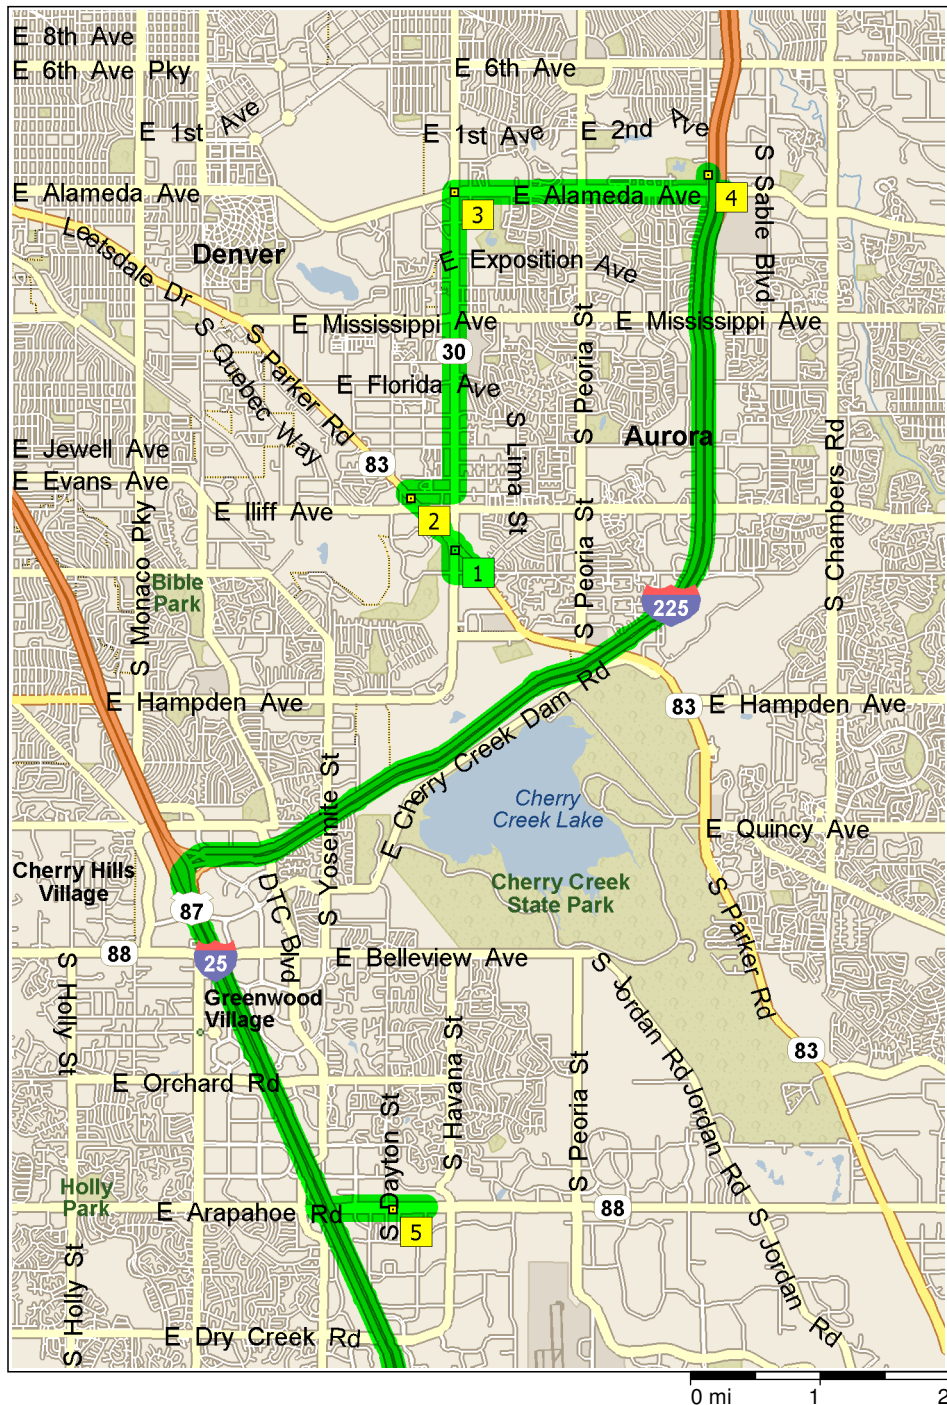 E 8th Ave
E 6th Ave Pky
E 6th Ave
E 1st Ave
E 1st Ave
E 2nd Ave
E Alameda Ave
E Alameda Ave
4
3
S Sable Blvd
Leetsdale Dr
Denver
E Exposition Ave
E Mississippi Ave
E Mississippi Ave
S Quebec Way
S Parker Rd
30
S Peoria St
E Florida Ave
S Lima St
Aurora
E Jewell Ave
83
E Evans Ave
S Chambers Rd
2
E Iliff Ave
S Monaco Pky
S Peoria St
1
Bible
Park
225
E Hampden Ave
83
E Hampden Ave
E Cherry Creek Dam Rd
S Yosemite St
Cherry
Creek Lake
E Quincy Ave
Cherry Hills
Village
DTC Blvd
Cherry Creek
State Park
S Parker Rd
87
88
25
E Belleview Ave
S Holly St
Greenwood
Village
S Jordan Rd
Jordan Rd
S Havana St
83
S Peoria St
E Orchard Rd
S Dayton St
Holly
Park
E Arapahoe Rd
88
5
S Jordan Rd
S Holly St
E Dry Creek Rd
0 mi 1 2